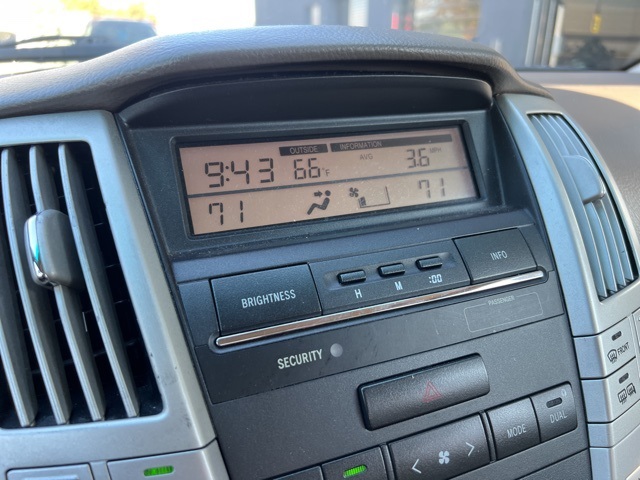 OUTSIDE INFORMATION
9:43 66°F AVG 3.6 MPH
71 71
BRIGHTNESS H M :00 INFO
PASSENGER
SECURITY
FRONT
MODE DUAL